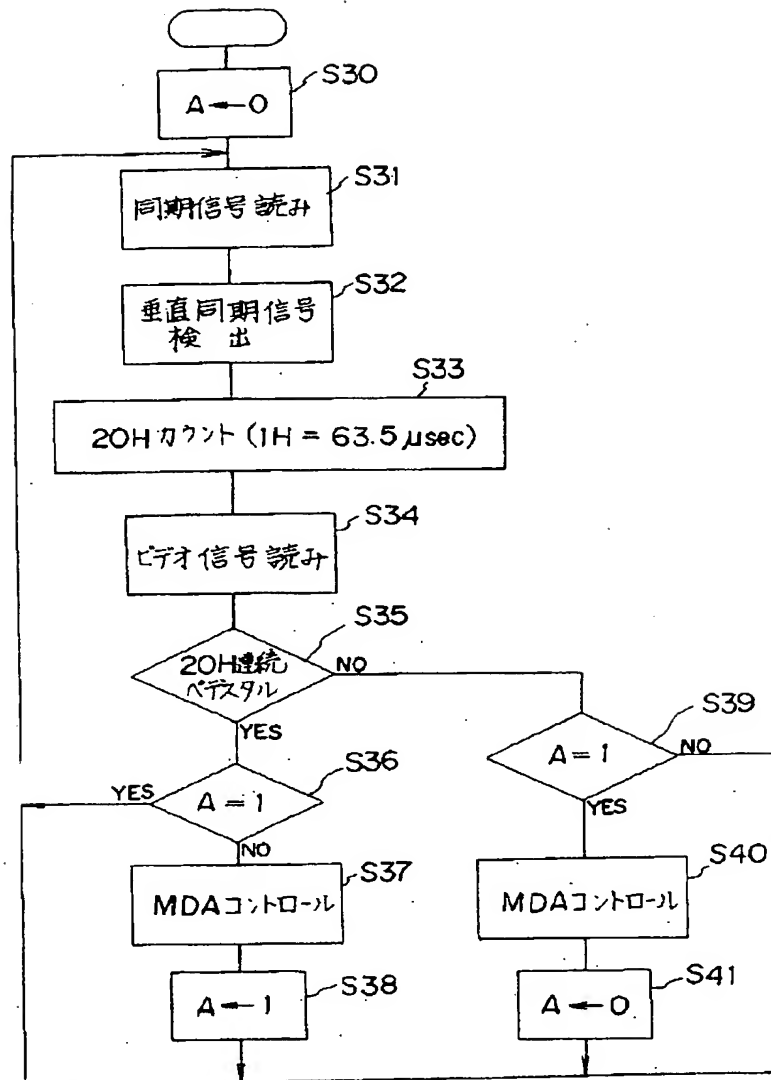 S30
A←0
S31
同期信号読み
S32
垂直同期信号
検出
S33
20Hカウント(1H = 63.5μsec)
S34
ビデオ信号読み
S35
20H連続
ペデスタル
NO
YES
S36
A = 1
YES
NO
S37
MDAコントロール
S38
A←1
S39
A = 1
NO
YES
S40
MDAコントロール
S41
A←0